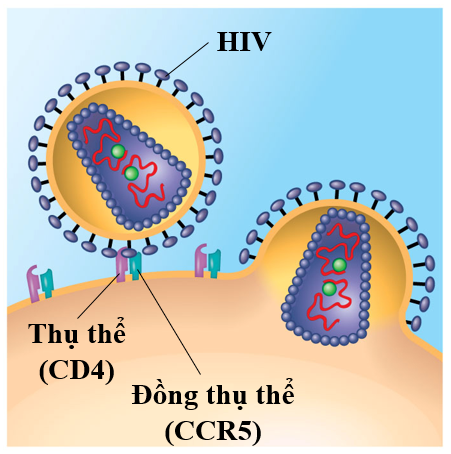 HIV
Thụ thể
(CD4)
Đồng thụ thể
(CCR5)